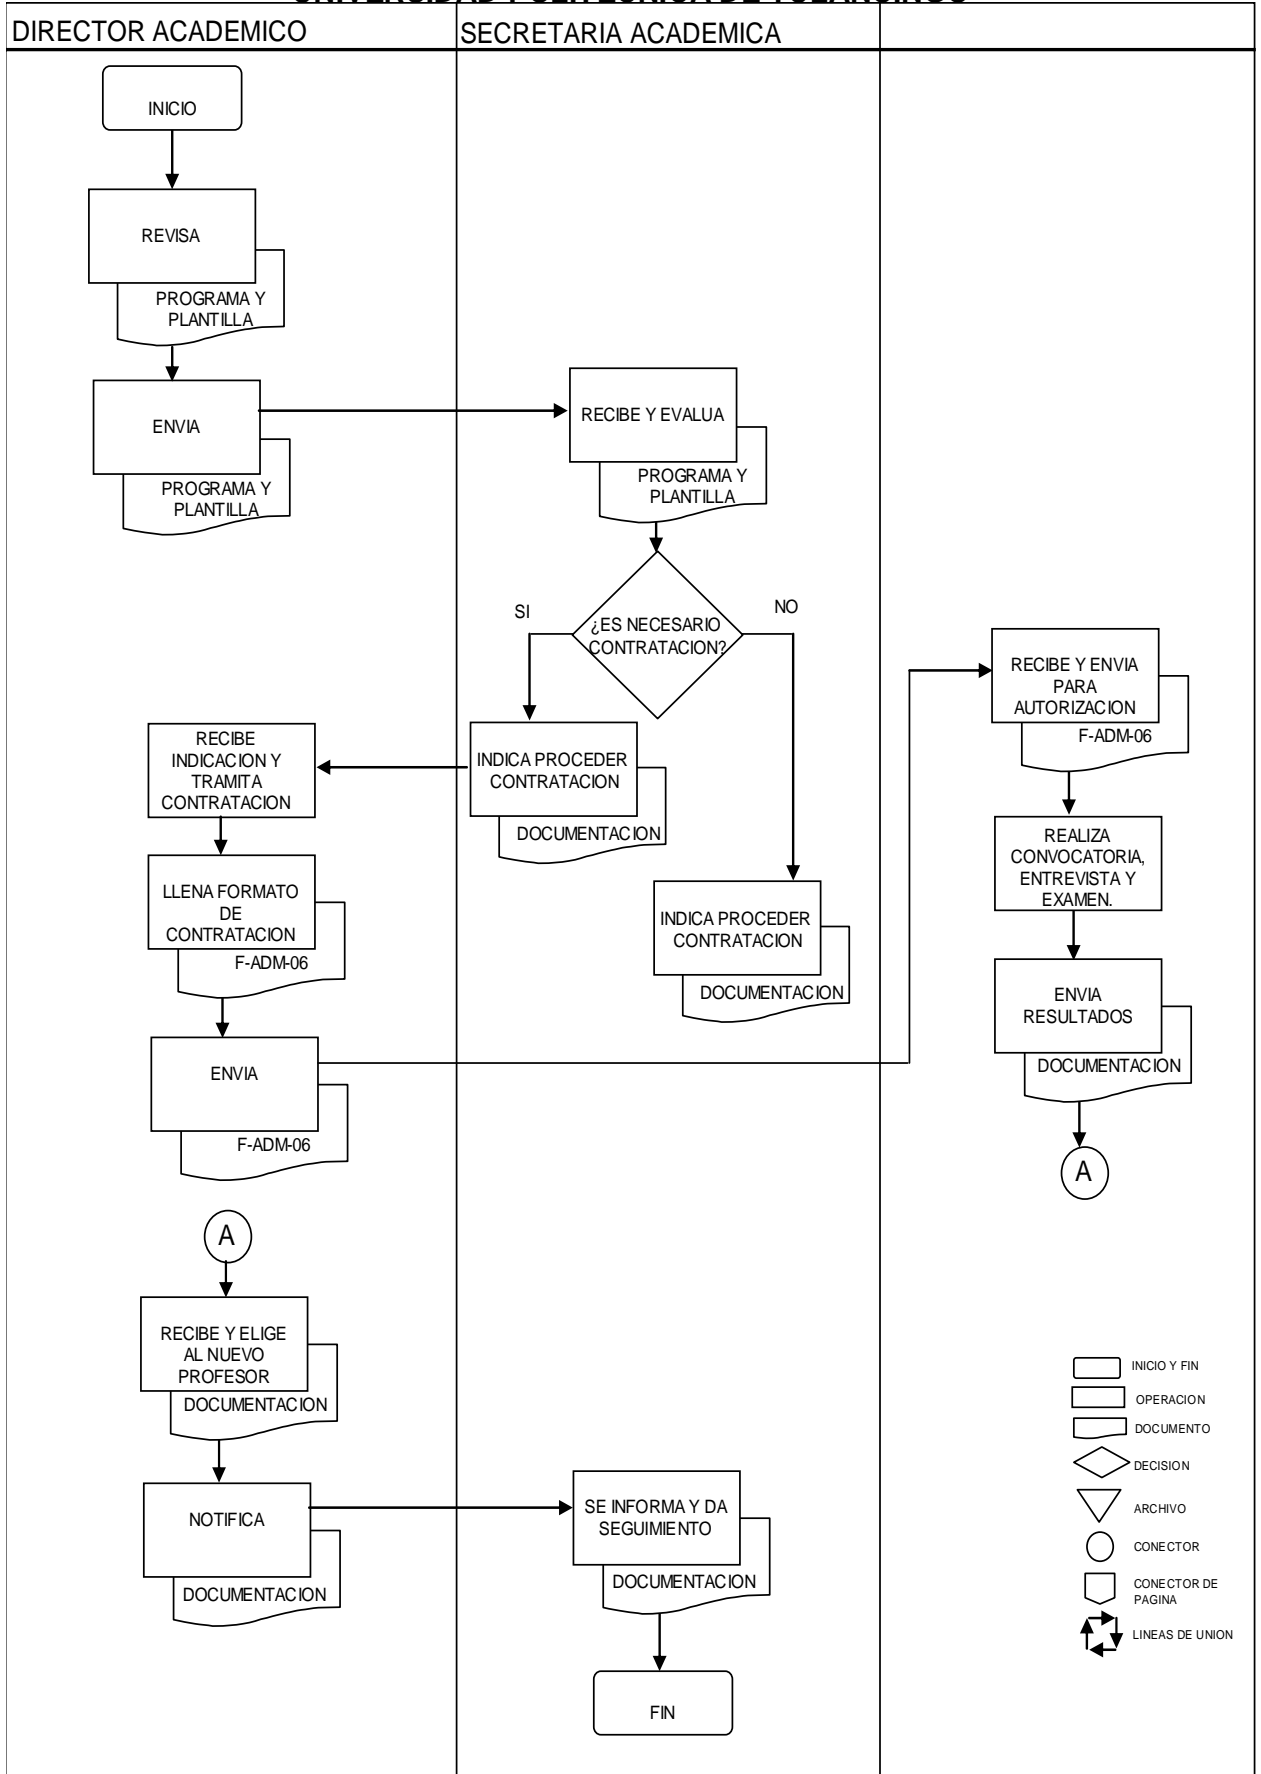 DIRECTOR ACADEMICO
SECRETARIA ACADEMICA
INICIO
REVISA
PROGRAMA Y
PLANTILLA
ENVIA
PROGRAMA Y
PLANTILLA
RECIBE Y EVALUA
PROGRAMA Y
PLANTILLA
SI
¿ES NECESARIO
CONTRATACION?
NO
INDICA PROCEDER
CONTRATACION
DOCUMENTACION
INDICA PROCEDER
CONTRATACION
DOCUMENTACION
RECIBE
INDICACION Y
TRAMITA
CONTRATACION
LLENA FORMATO
DE
CONTRATACION
F-ADM-06
ENVIA
F-ADM-06
RECIBE Y ENVIA
PARA
AUTORIZACION
F-ADM-06
REALIZA
CONVOCATORIA,
ENTREVISTA Y
EXAMEN.
ENVIA
RESULTADOS
DOCUMENTACION
A
A
RECIBE Y ELIGE
AL NUEVO
PROFESOR
DOCUMENTACION
NOTIFICA
DOCUMENTACION
SE INFORMA Y DA
SEGUIMIENTO
DOCUMENTACION
FIN
INICIO Y FIN
OPERACION
DOCUMENTO
DECISION
ARCHIVO
CONECTOR
CONECTOR DE
PAGINA
LINEAS DE UNION